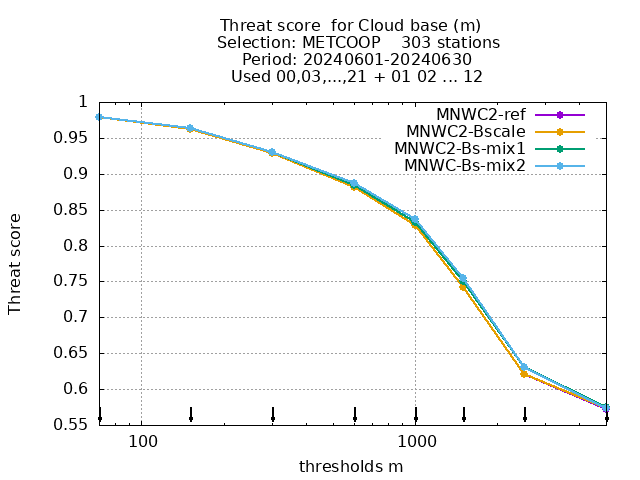 Threat score  for Cloud base (m)
Selection: METCOOP    303 stations
Period: 20240601-20240630
Used 00,03,...,21 + 01 02 ... 12
MNWC2-ref
MNWC2-Bscale
MNWC2-Bs-mix1
MNWC-Bs-mix2
1
0.95
0.9
0.85
0.8
0.75
0.7
0.65
0.6
0.55
Threat score
100
1000
thresholds m